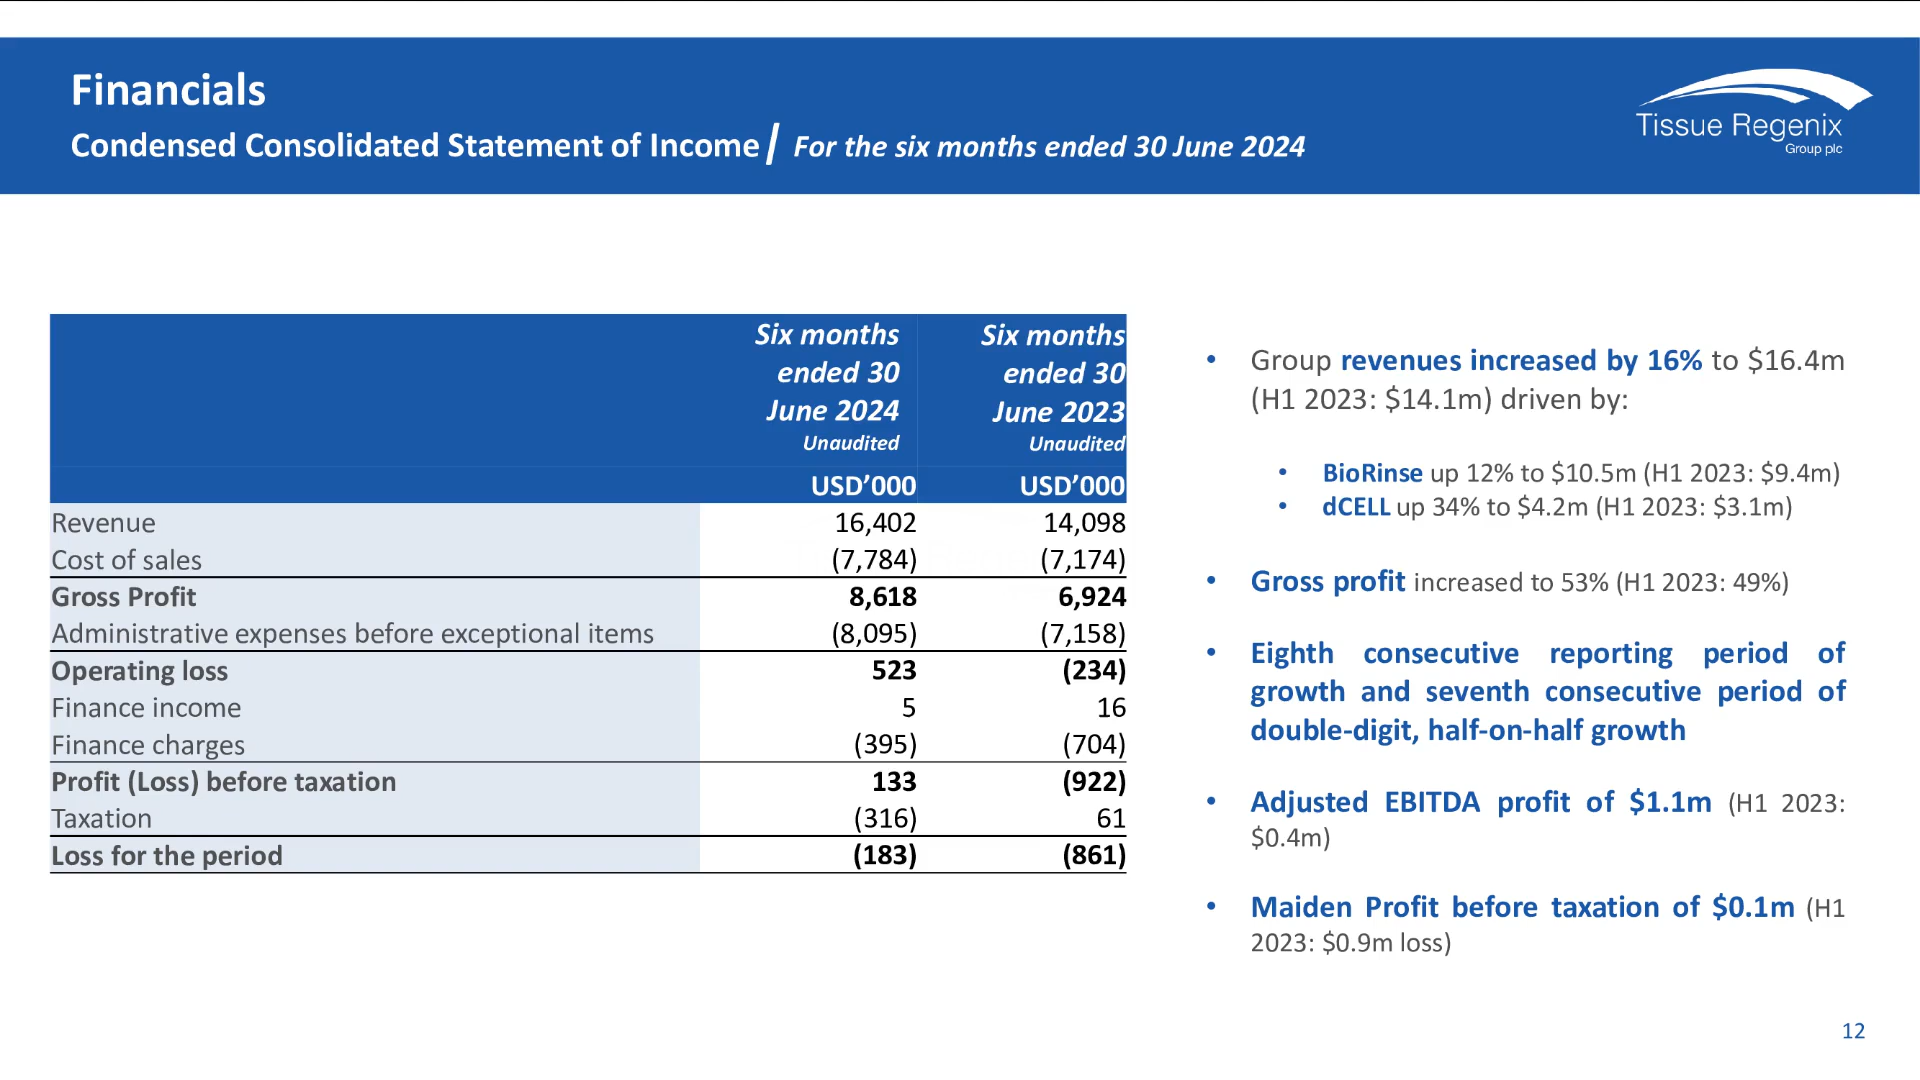 Financials
Condensed Consolidated Statement of Income / For the six months ended 30 June 2024
Tissue Regenix
Group plc
Six months ended 30 June 2024 Unaudited
Six months ended 30 June 2023 Unaudited
USD’000 USD’000
Revenue 16,402 14,098
Cost of sales (7,784) (7,174)
Gross Profit 8,618 6,924
Administrative expenses before exceptional items (8,095) (7,158)
Operating loss 523 (234)
Finance income 5 16
Finance charges (395) (704)
Profit (Loss) before taxation 133 (922)
Taxation (316) 61
Loss for the period (183) (861)
• Group revenues increased by 16% to $16.4m
(H1 2023: $14.1m) driven by:
• BioRinse up 12% to $10.5m (H1 2023: $9.4m)
• dCELL up 34% to $4.2m (H1 2023: $3.1m)
• Gross profit increased to 53% (H1 2023: 49%)
• Eighth consecutive reporting period of
growth and seventh consecutive period of
double-digit, half-on-half growth
• Adjusted EBITDA profit of $1.1m (H1 2023:
$0.4m)
• Maiden Profit before taxation of $0.1m (H1
2023: $0.9m loss)
12